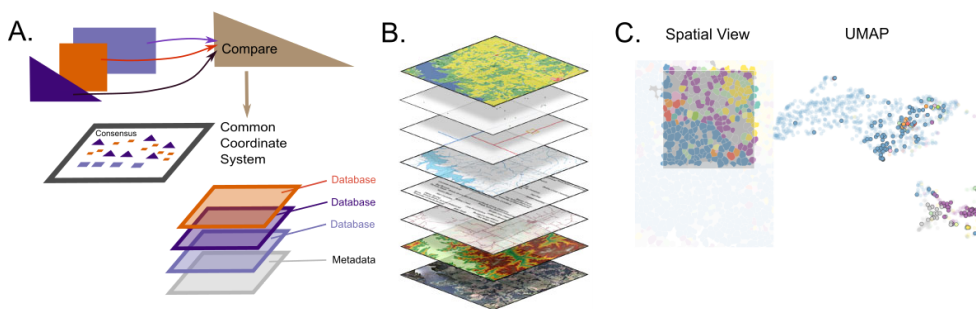 A.
Compare
Consensus
Common
Coordinate
System
Database
Database
Database
Metadata
B.
C.
Spatial View
UMAP